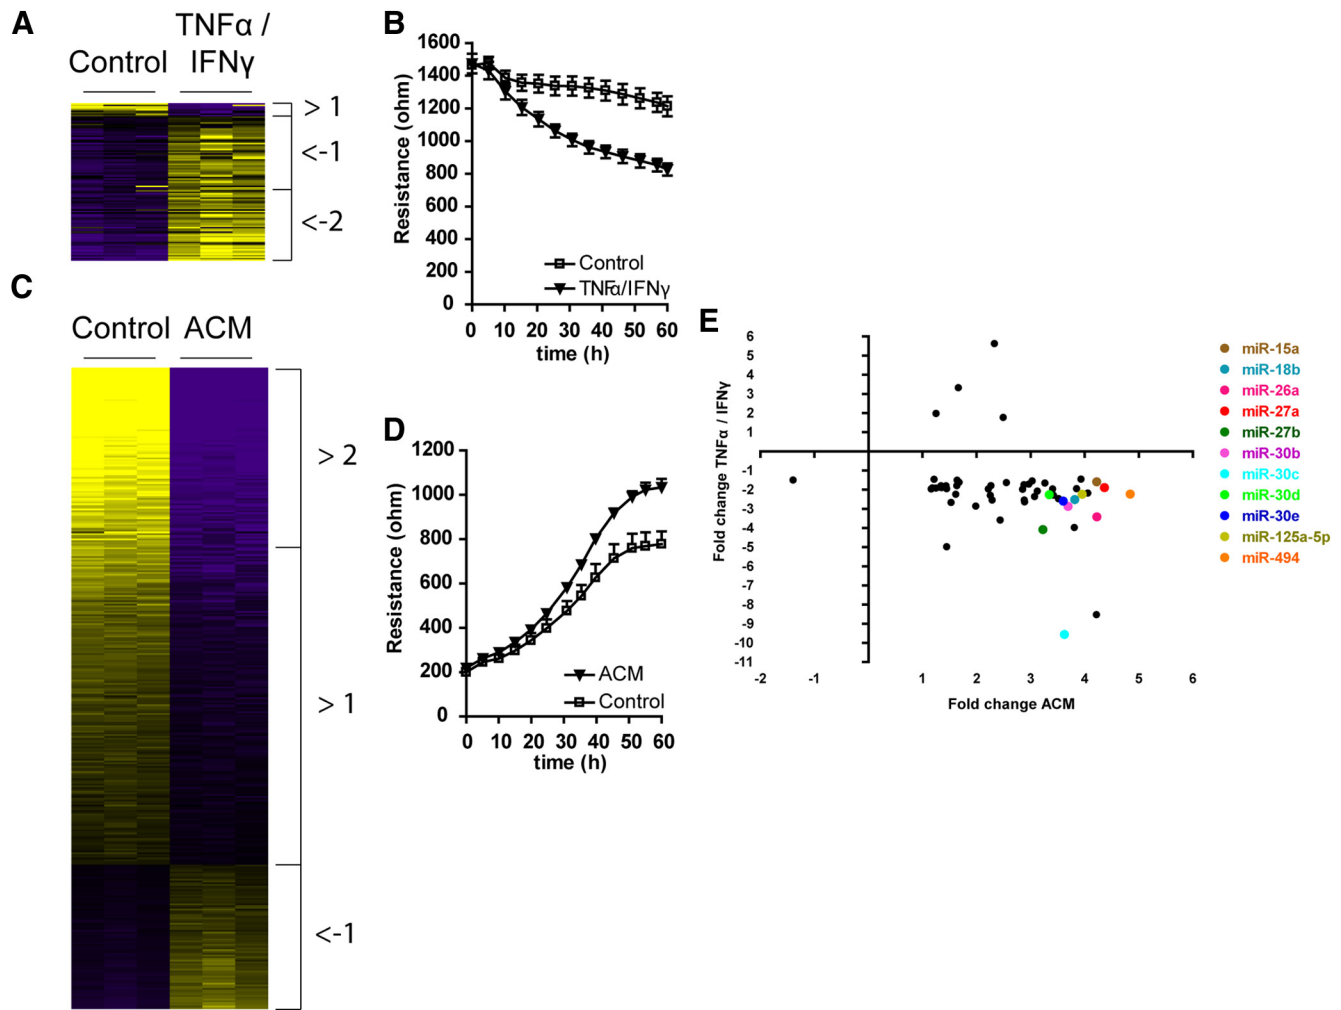 A
Control
TNFα /
IFNγ
> 1
<-1
<-2
B
1600
1400
1200
1000
800
600
400
200
0
Resistance (ohm)
Control
TNFα/IFNγ
0 10 20 30 40 50 60
time (h)
C
Control ACM
> 2
> 1
<-1
D
1200
1000
800
600
400
200
0
Resistance (ohm)
ACM
Control
0 10 20 30 40 50 60
time (h)
E
6
5
4
3
2
1
-1
-2
-3
-4
-5
-6
-7
-8
-9
-10
-11
Fold change TNFα / IFNγ
-2 -1 1 2 3 4 5 6
Fold change ACM
miR-15a
miR-18b
miR-26a
miR-27a
miR-27b
miR-30b
miR-30c
miR-30d
miR-30e
miR-125a-5p
miR-494